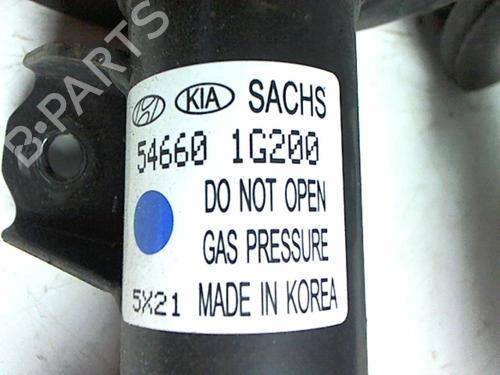 KIA SACHS
54660 1G200
DO NOT OPEN
GAS PRESSURE
5X21 MADE IN KOREA
B-PARTS